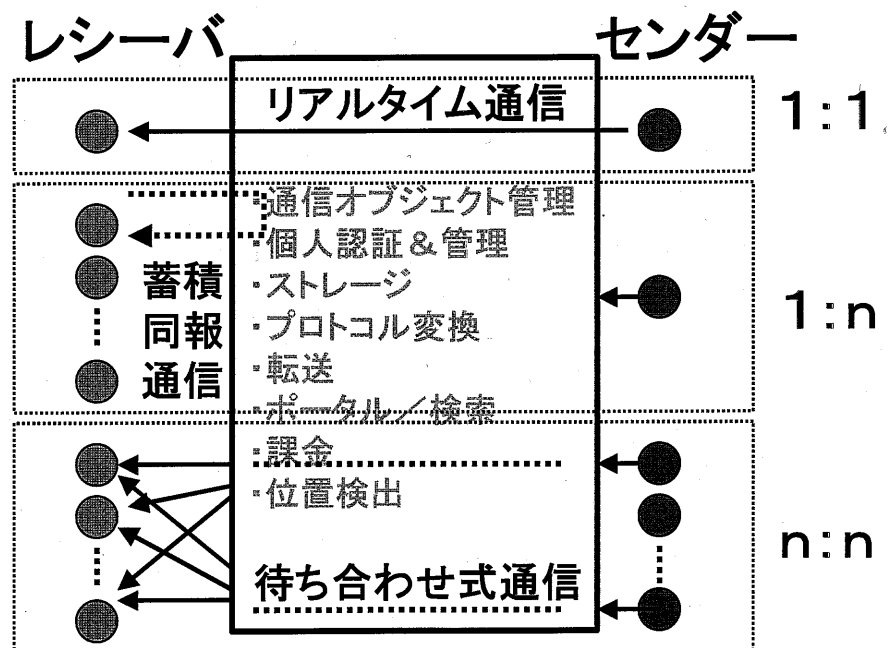 レシーバ
センダー
リアルタイム通信
1:1
・通信オブジェクト管理
・個人認証&管理
・ストレージ
・プロトコル変換
・転送
・ポータル/検索
・課金
・位置検出
蓄積
同報
通信
1:n
待ち合わせ式通信
n:n